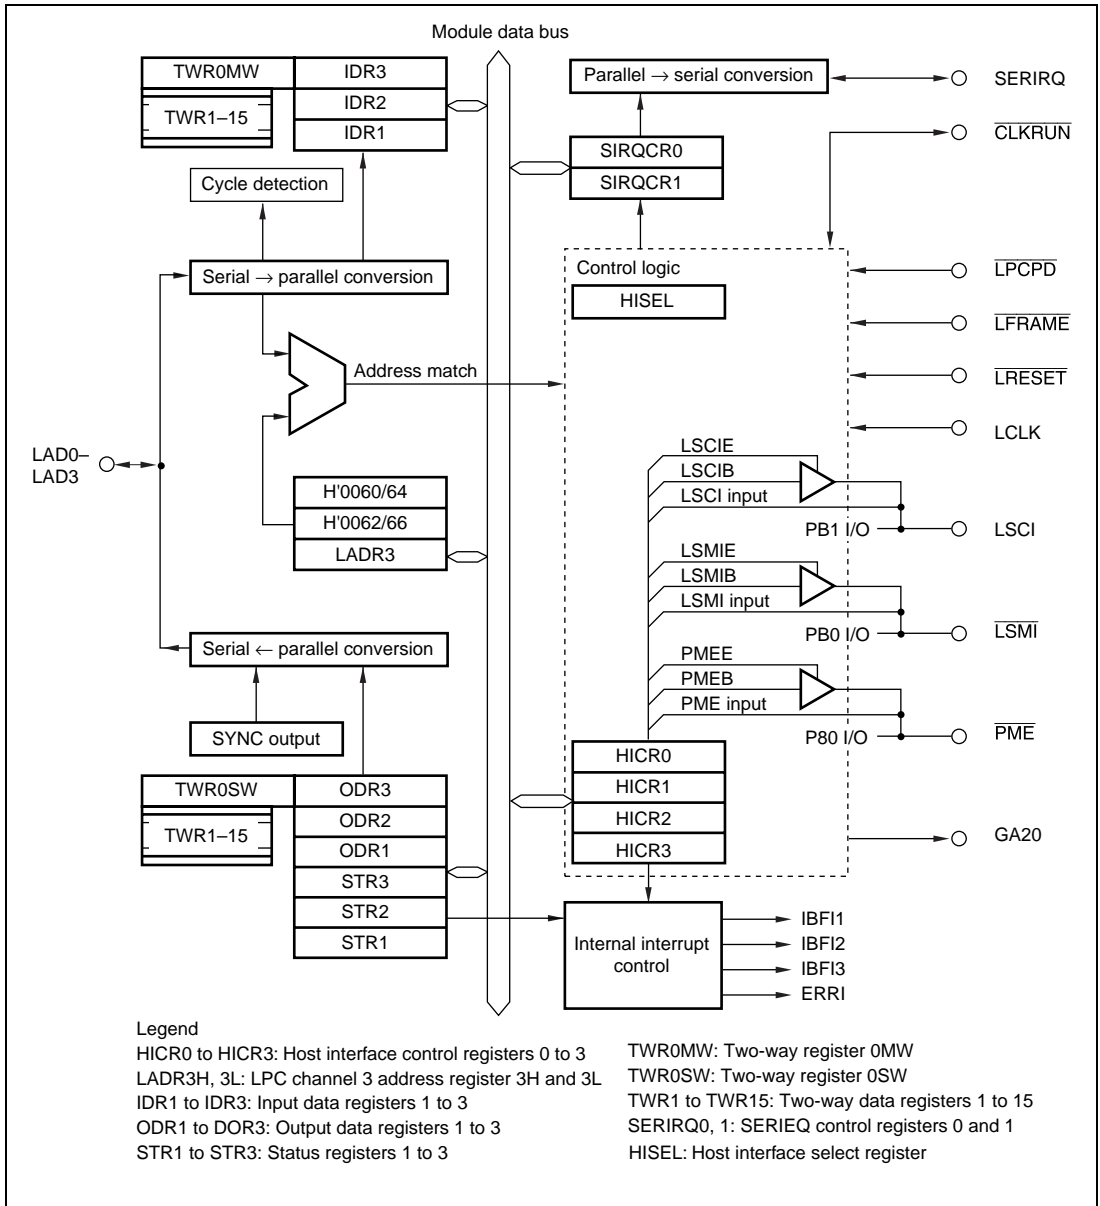 Module data bus
TWR0MW
IDR3
IDR2
IDR1
TWR1–15
Cycle detection
Serial → parallel conversion
Address match
LAD0–
LAD3
H'0060/64
H'0062/66
LADR3
Serial ← parallel conversion
SYNC output
TWR0SW
ODR3
ODR2
ODR1
STR3
STR2
STR1
TWR1–15
Parallel → serial conversion
SERIRQ
CLKRUN
SIRQCR0
SIRQCR1
Control logic
HISEL
LPCPD
LFRAME
LRESET
LCLK
LSCIE
LSCIB
LSCI input
PB1 I/O
LSCI
LSMIE
LSMIB
LSMI input
PB0 I/O
LSMI
PMEE
PMEB
PME input
P80 I/O
PME
HICR0
HICR1
HICR2
HICR3
GA20
Internal interrupt
control
IBFI1
IBFI2
IBFI3
ERRI
Legend
HICR0 to HICR3: Host interface control registers 0 to 3
LADR3H, 3L: LPC channel 3 address register 3H and 3L
IDR1 to IDR3: Input data registers 1 to 3
ODR1 to DOR3: Output data registers 1 to 3
STR1 to STR3: Status registers 1 to 3
TWR0MW: Two-way register 0MW
TWR0SW: Two-way register 0SW
TWR1 to TWR15: Two-way data registers 1 to 15
SERIRQ0, 1: SERIEQ control registers 0 and 1
HISEL: Host interface select register